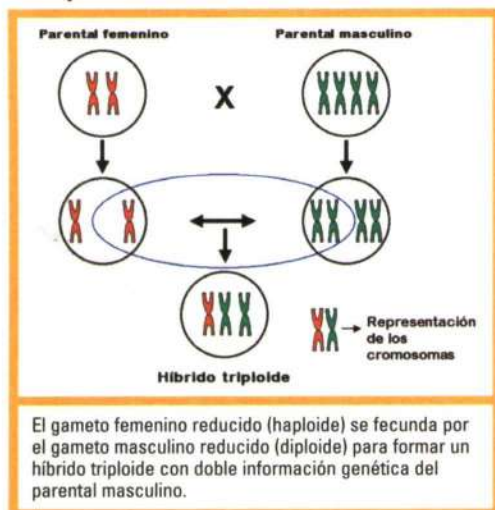 Parental femenino
Parental masculino
X
Representación
de los
cromosomas
Híbrido triploide
El gameto femenino reducido (haploide) se fecunda por
el gameto masculino reducido (diploide) para formar un
híbrido triploide con doble información genética del
parental masculino.